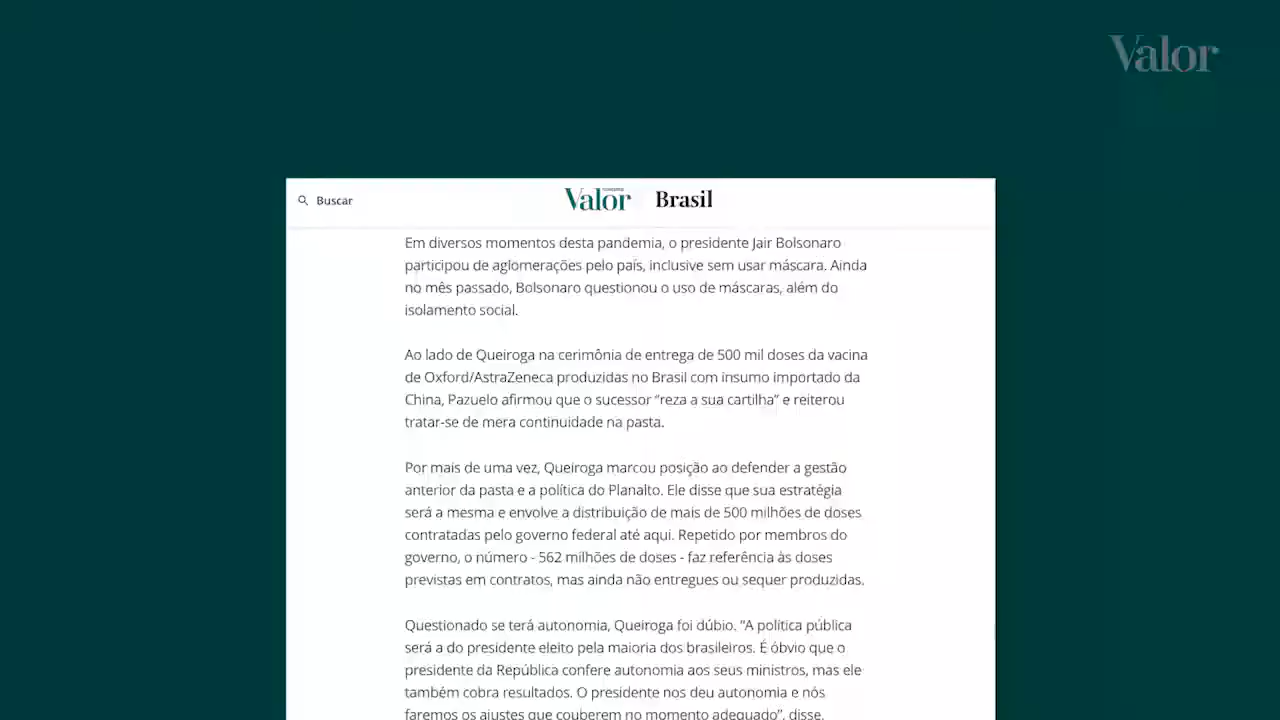 Valor
Buscar
Valor Brasil
Em diversos momentos desta pandemia, o presidente Jair Bolsonaro
participou de aglomerações pelo país, inclusive sem usar máscara. Ainda
no mês passado, Bolsonaro questionou o uso de máscaras, além do
isolamento social.
Ao lado de Queiroga na cerimônia de entrega de 500 mil doses da vacina
de Oxford/AstraZeneca produzidas no Brasil com insumo importado da
China, Pazuelo afirmou que o sucessor “reza a sua cartilha” e reiterou
tratar-se de mera continuidade na pasta.
Por mais de uma vez, Queiroga marcou posição ao defender a gestão
anterior da pasta e a política do Planalto. Ele disse que sua estratégia
será a mesma e envolve a distribuição de mais de 500 milhões de doses
contratadas pelo governo federal até aqui. Repetido por membros do
governo, o número - 562 milhões de doses - faz referência às doses
previstas em contratos, mas ainda não entregues ou sequer produzidas.
Questionado se terá autonomia, Queiroga foi dúbio. “A política pública
será a do presidente eleito pela maioria dos brasileiros. É óbvio que o
presidente da República confere autonomia aos seus ministros, mas ele
também cobra resultados. O presidente nos deu autonomia e nós
faremos os ajustes que couberem no momento adequado”, disse.